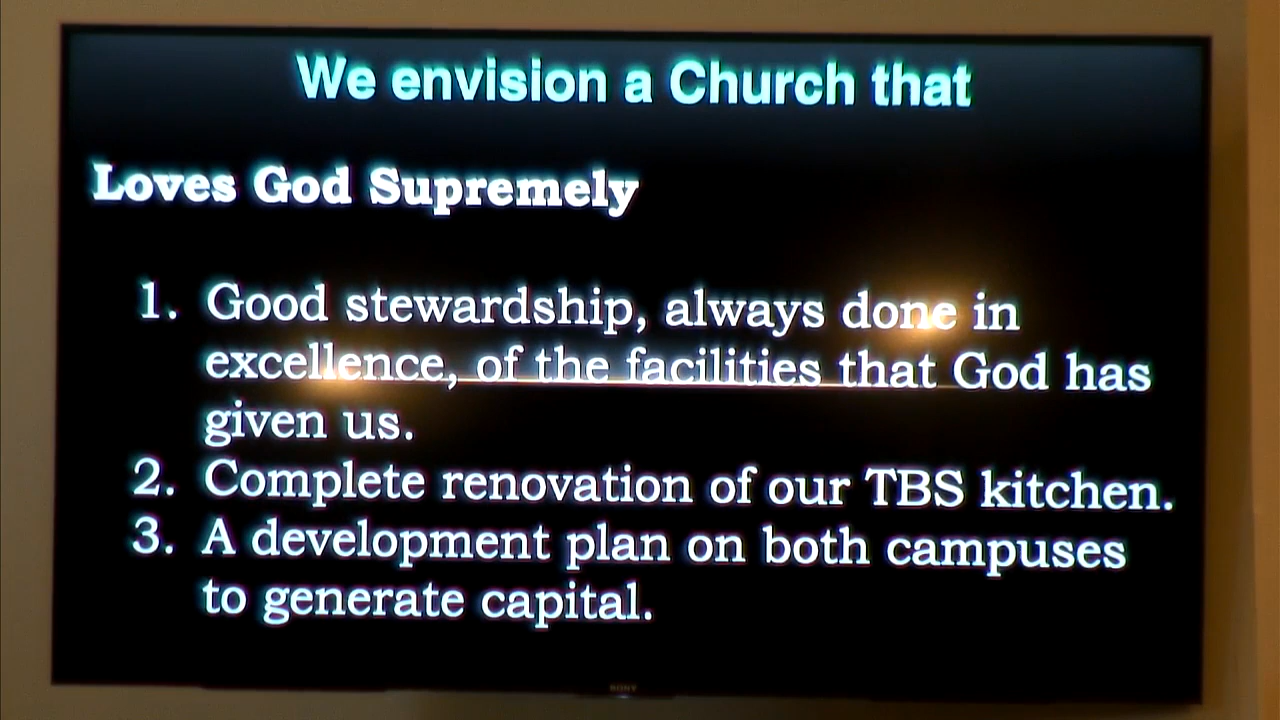 We envision a Church that
Loves God Supremely
1. Good stewardship, always done in
excellence, of the facilities that God has
given us.
2. Complete renovation of our TBS kitchen.
3. A development plan on both campuses
to generate capital.
SONY